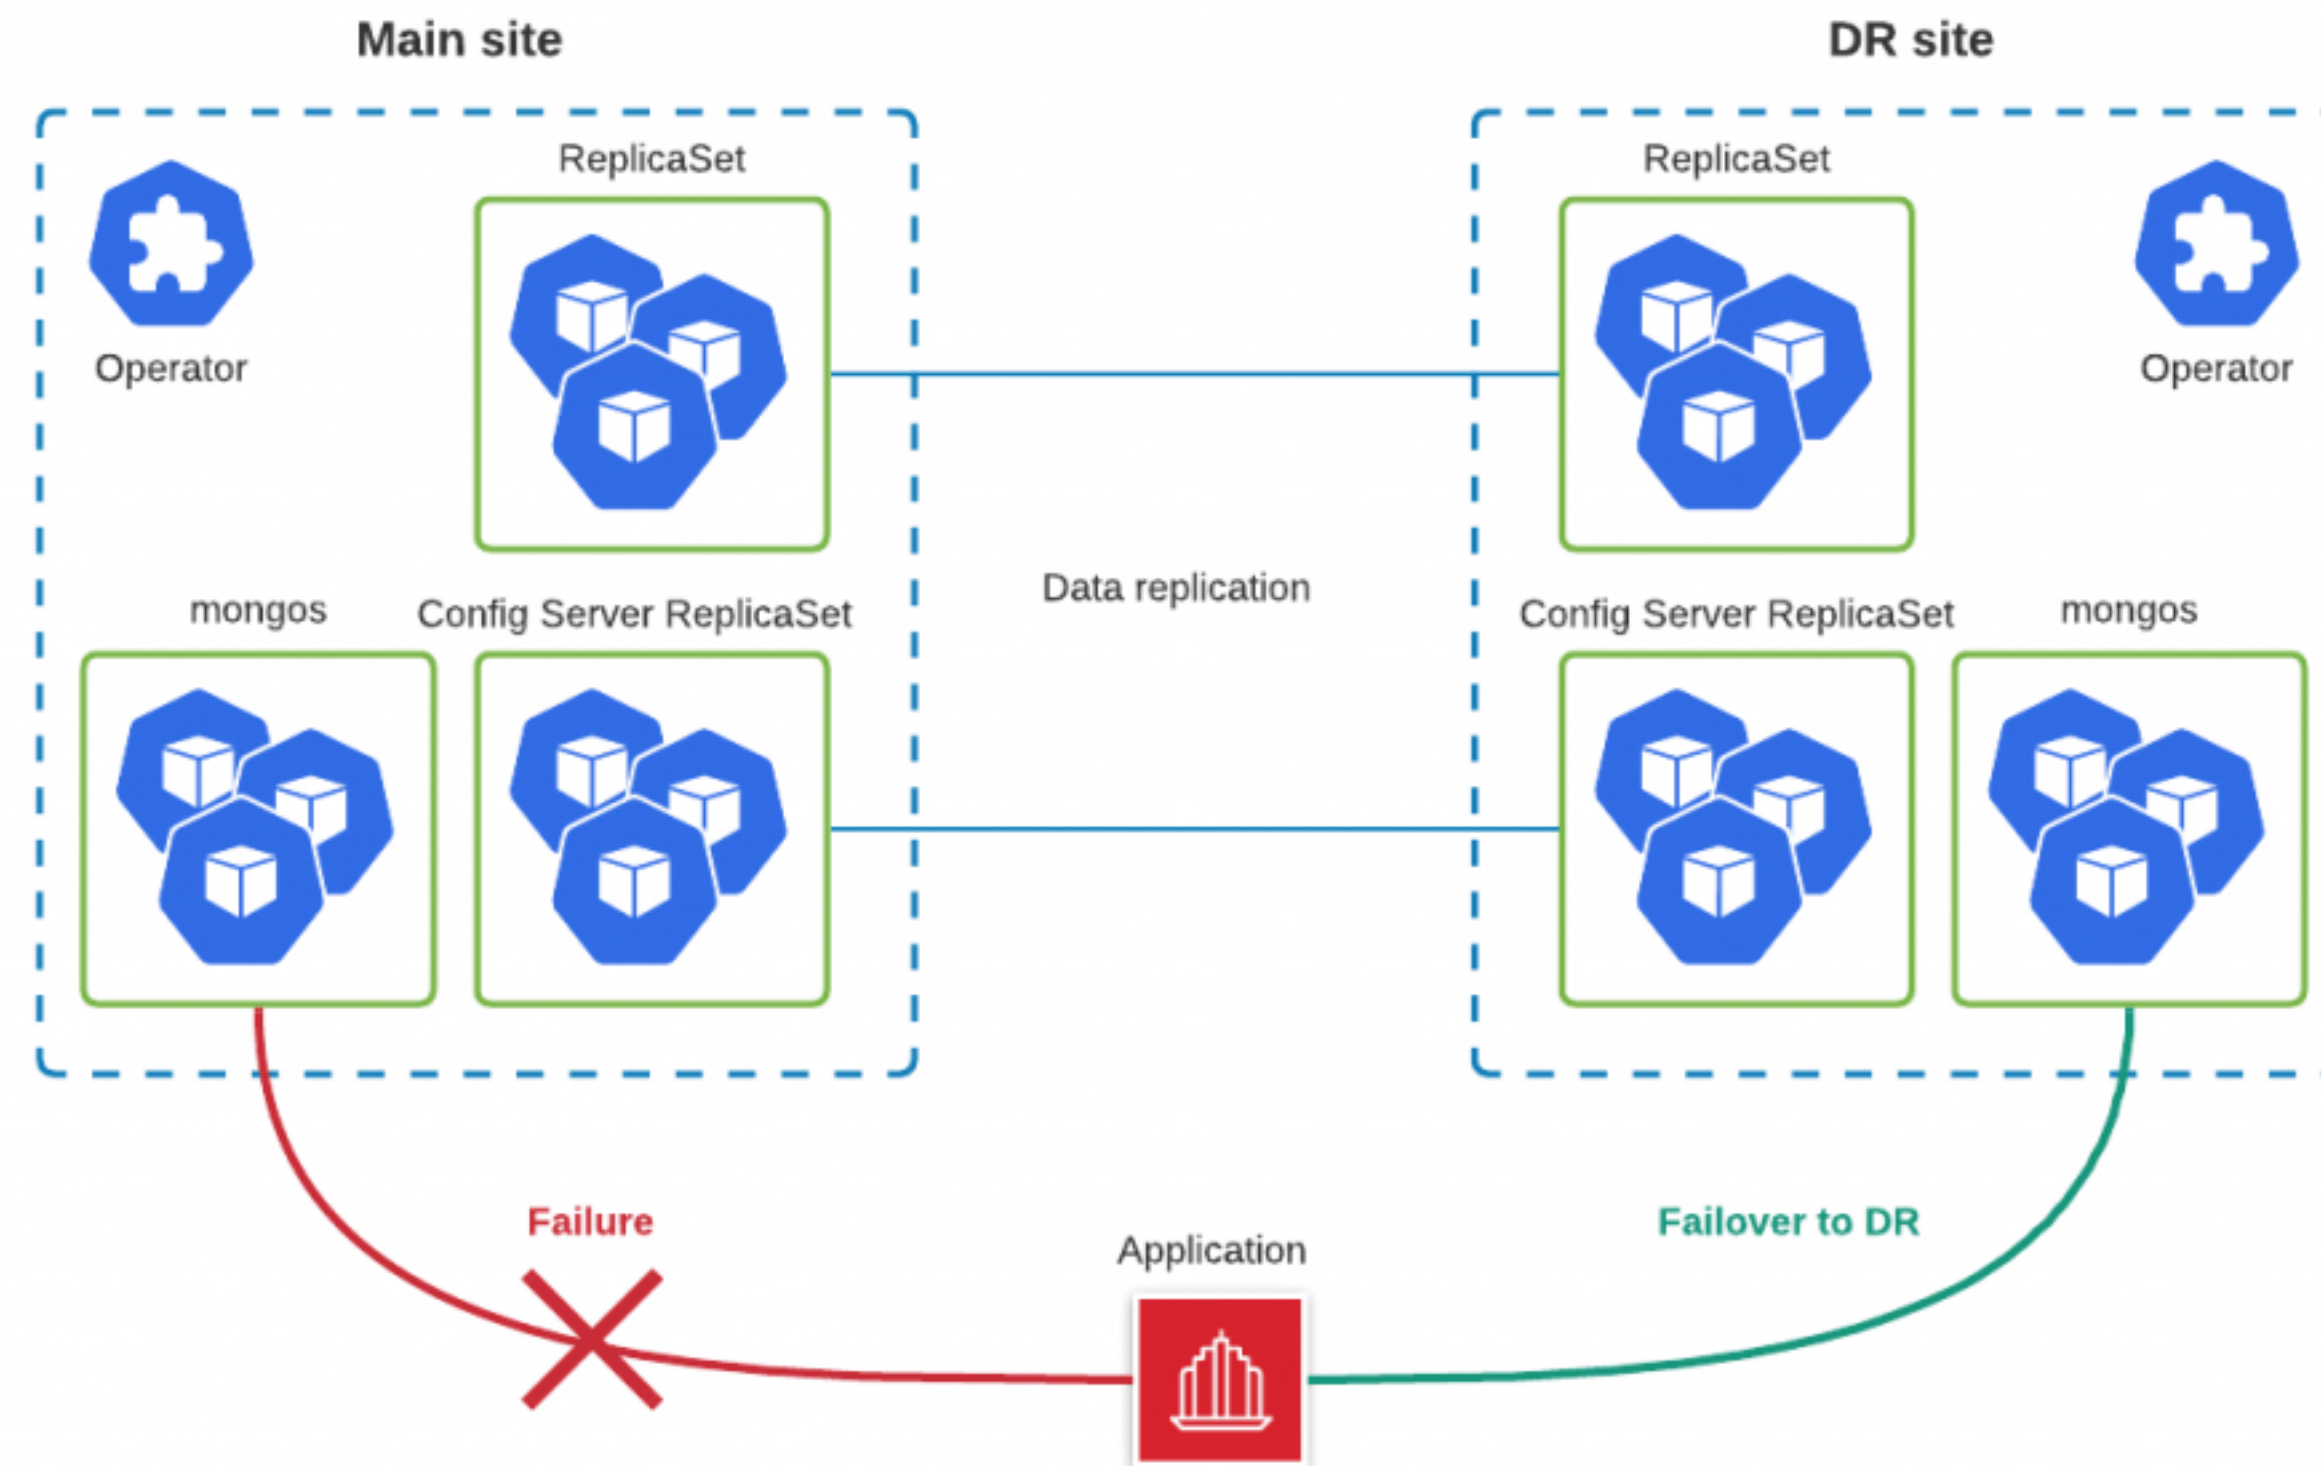 Main site
DR site
ReplicaSet
ReplicaSet
Operator
Operator
Data replication
mongos
Config Server ReplicaSet
Config Server ReplicaSet
mongos
Failure
Application
Failover to DR